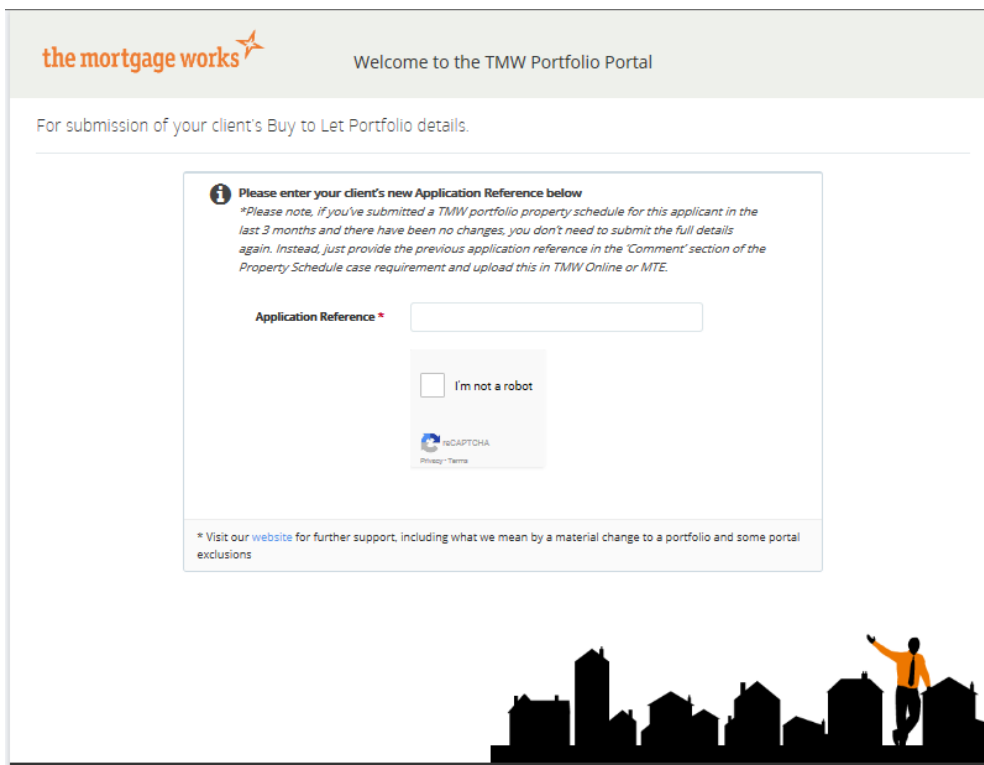 the mortgage works
Welcome to the TMW Portfolio Portal
For submission of your client's Buy to Let Portfolio details.
Please enter your client's new Application Reference below
*Please note, if you've submitted a TMW portfolio property schedule for this applicant in the
last 3 months and there have been no changes, you don't need to submit the full details
again. Instead, just provide the previous application reference in the 'Comment' section of the
Property Schedule case requirement and upload this in TMW Online or MTE.
Application Reference *
I'm not a robot
reCAPTCHA
Privacy - Terms
* Visit our website for further support, including what we mean by a material change to a portfolio and some portal
exclusions